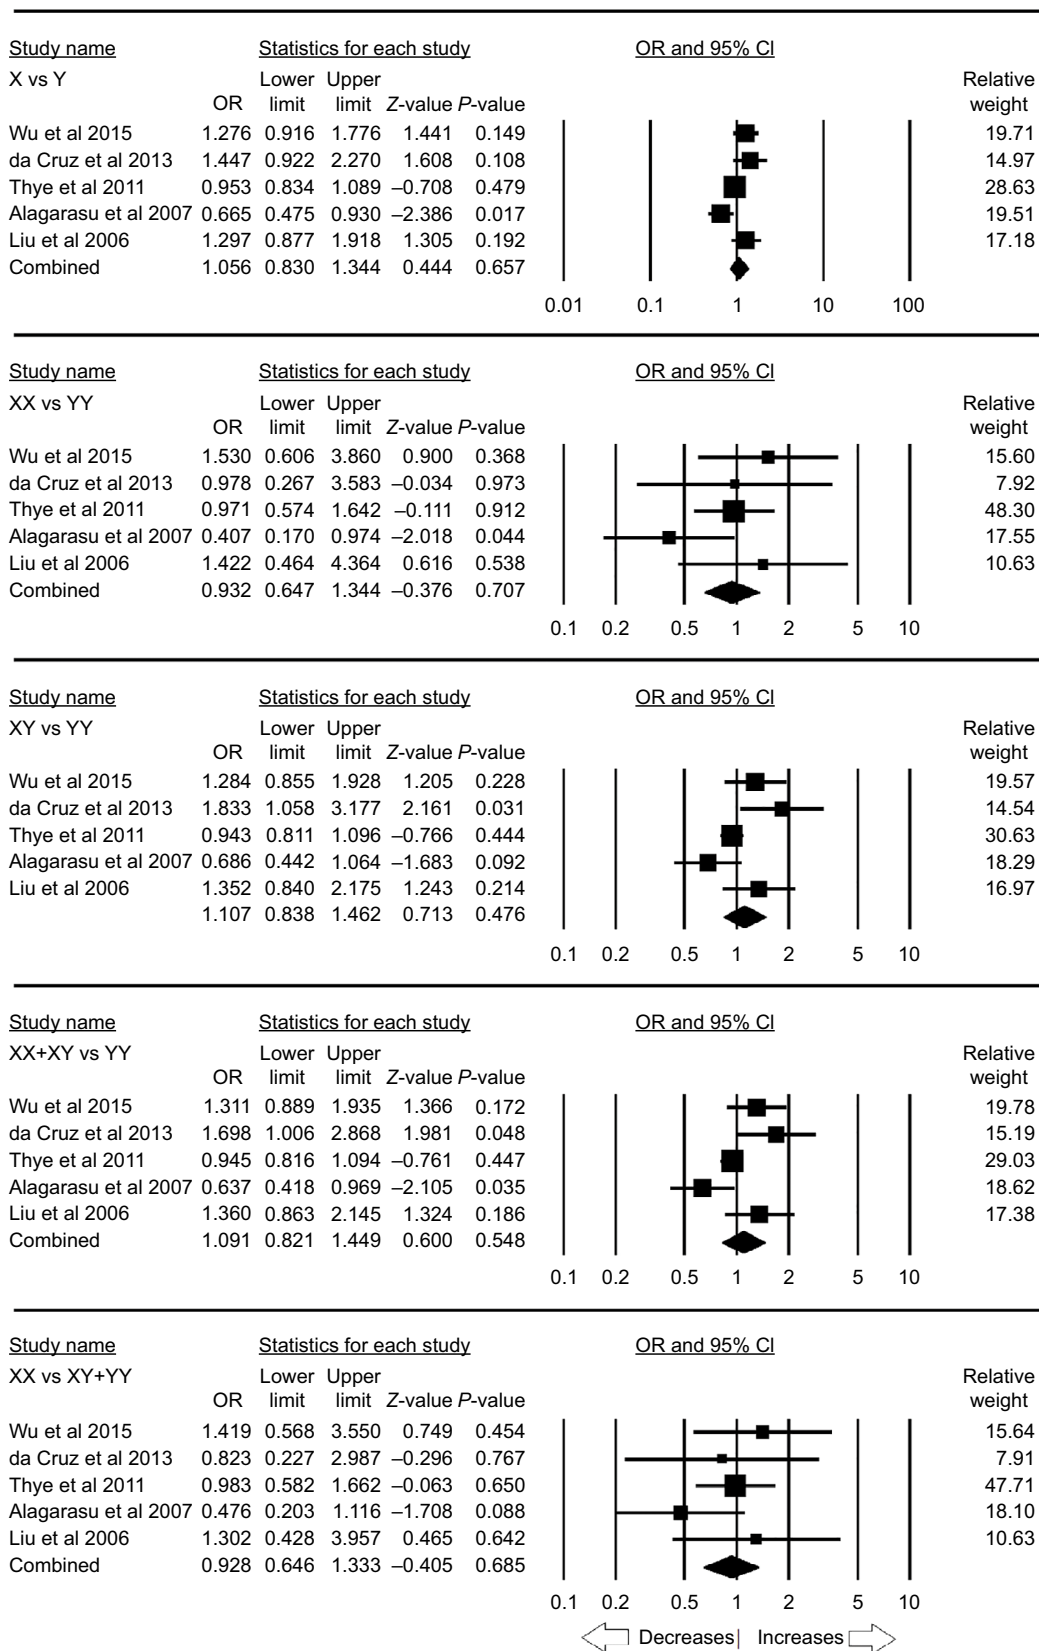 Study name Statistics for each study OR and 95% CI
X vs Y Lower Upper Relative
OR limit limit Z-value P-value weight
Wu et al 2015 1.276 0.916 1.776 1.441 0.149 19.71
da Cruz et al 2013 1.447 0.922 2.270 1.608 0.108 14.97
Thye et al 2011 0.953 0.834 1.089 –0.708 0.479 28.63
Alagarasu et al 2007 0.665 0.475 0.930 –2.386 0.017 19.51
Liu et al 2006 1.297 0.877 1.918 1.305 0.192 17.18
Combined 1.056 0.830 1.344 0.444 0.657
0.01 0.1 1 10 100
Study name Statistics for each study OR and 95% CI
XX vs YY Lower Upper Relative
OR limit limit Z-value P-value weight
Wu et al 2015 1.530 0.606 3.860 0.900 0.368 15.60
da Cruz et al 2013 0.978 0.267 3.583 –0.034 0.973 7.92
Thye et al 2011 0.971 0.574 1.642 –0.111 0.912 48.30
Alagarasu et al 2007 0.407 0.170 0.974 –2.018 0.044 17.55
Liu et al 2006 1.422 0.464 4.364 0.616 0.538 10.63
Combined 0.932 0.647 1.344 –0.376 0.707
0.1 0.2 0.5 1 2 5 10
Study name Statistics for each study OR and 95% CI
XY vs YY Lower Upper Relative
OR limit limit Z-value P-value weight
Wu et al 2015 1.284 0.855 1.928 1.205 0.228 19.57
da Cruz et al 2013 1.833 1.058 3.177 2.161 0.031 14.54
Thye et al 2011 0.943 0.811 1.096 –0.766 0.444 30.63
Alagarasu et al 2007 0.686 0.442 1.064 –1.683 0.092 18.29
Liu et al 2006 1.352 0.840 2.175 1.243 0.214 16.97
1.107 0.838 1.462 0.713 0.476
0.1 0.2 0.5 1 2 5 10
Study name Statistics for each study OR and 95% CI
XX+XY vs YY Lower Upper Relative
OR limit limit Z-value P-value weight
Wu et al 2015 1.311 0.889 1.935 1.366 0.172 19.78
da Cruz et al 2013 1.698 1.006 2.868 1.981 0.048 15.19
Thye et al 2011 0.945 0.816 1.094 –0.761 0.447 29.03
Alagarasu et al 2007 0.637 0.418 0.969 –2.105 0.035 18.62
Liu et al 2006 1.360 0.863 2.145 1.324 0.186 17.38
Combined 1.091 0.821 1.449 0.600 0.548
0.1 0.2 0.5 1 2 5 10
Study name Statistics for each study OR and 95% CI
XX vs XY+YY Lower Upper Relative
OR limit limit Z-value P-value weight
Wu et al 2015 1.419 0.568 3.550 0.749 0.454 15.64
da Cruz et al 2013 0.823 0.227 2.987 –0.296 0.767 7.91
Thye et al 2011 0.983 0.582 1.662 –0.063 0.650 47.71
Alagarasu et al 2007 0.476 0.203 1.116 –1.708 0.088 18.10
Liu et al 2006 1.302 0.428 3.957 0.465 0.642 10.63
Combined 0.928 0.646 1.333 –0.405 0.685
0.1 0.2 0.5 1 2 5 10
Decreases Increases